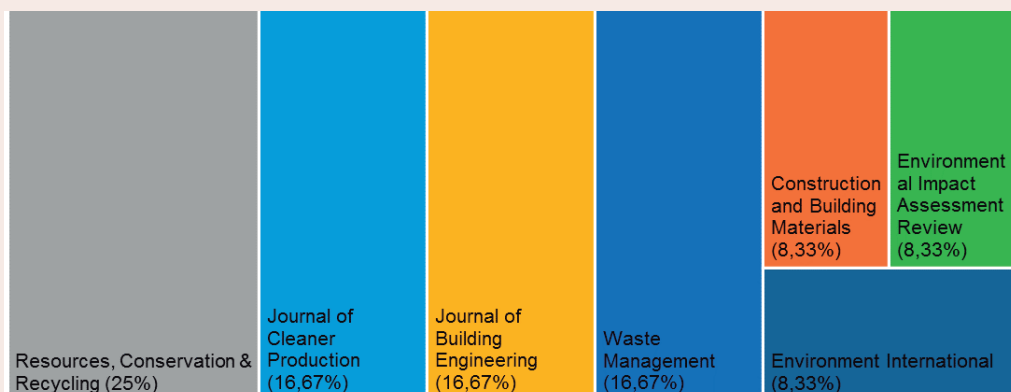 Resources, Conservation &
Recycling (25%)
Journal of
Cleaner
Production
(16,67%)
Journal of
Building
Engineering
(16,67%)
Waste
Management
(16,67%)
Construction
and Building
Materials
(8,33%)
Environment
al Impact
Assessment
Review
(8,33%)
Environment International
(8,33%)